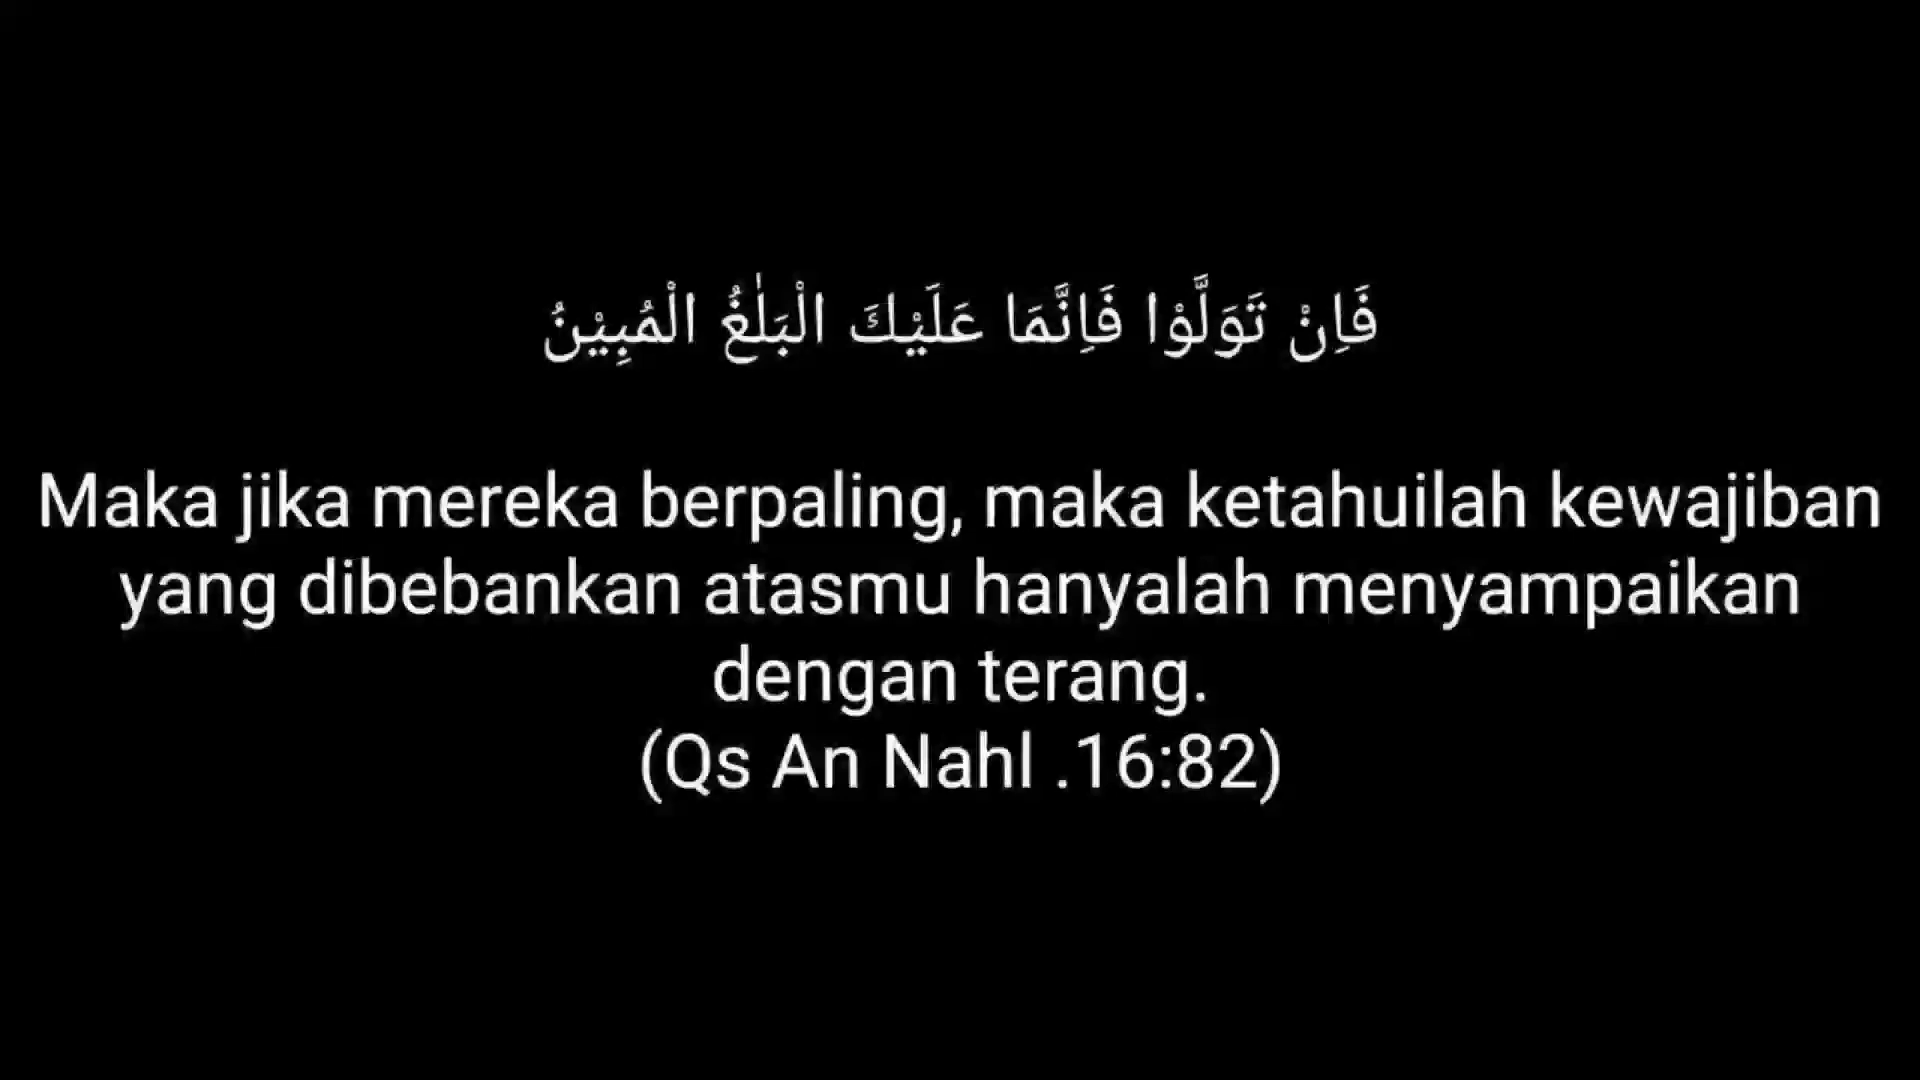 فَاِنْ تَوَلَّوْا فَاِنَّمَا عَلَيْكَ الْبَلٰغُ الْمُبِيْنُ
Maka jika mereka berpaling, maka ketahuilah kewajiban
yang dibebankan atasmu hanyalah menyampaikan
dengan terang.
(Qs An Nahl .16:82)